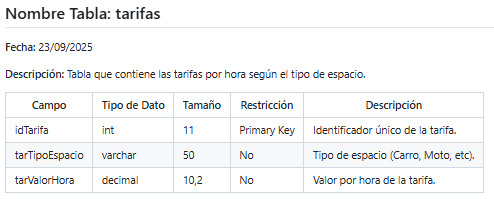 Nombre Tabla: tarifas
Fecha: 23/09/2025
Descripción: Tabla que contiene las tarifas por hora según el tipo de espacio.
Campo Tipo de Dato Tamaño Restricción Descripción
idTarifa int 11 Primary Key Identificador único de la tarifa.
tarTipoEspacio varchar 50 No Tipo de espacio (Carro, Moto, etc).
tarValorHora decimal 10,2 No Valor por hora de la tarifa.